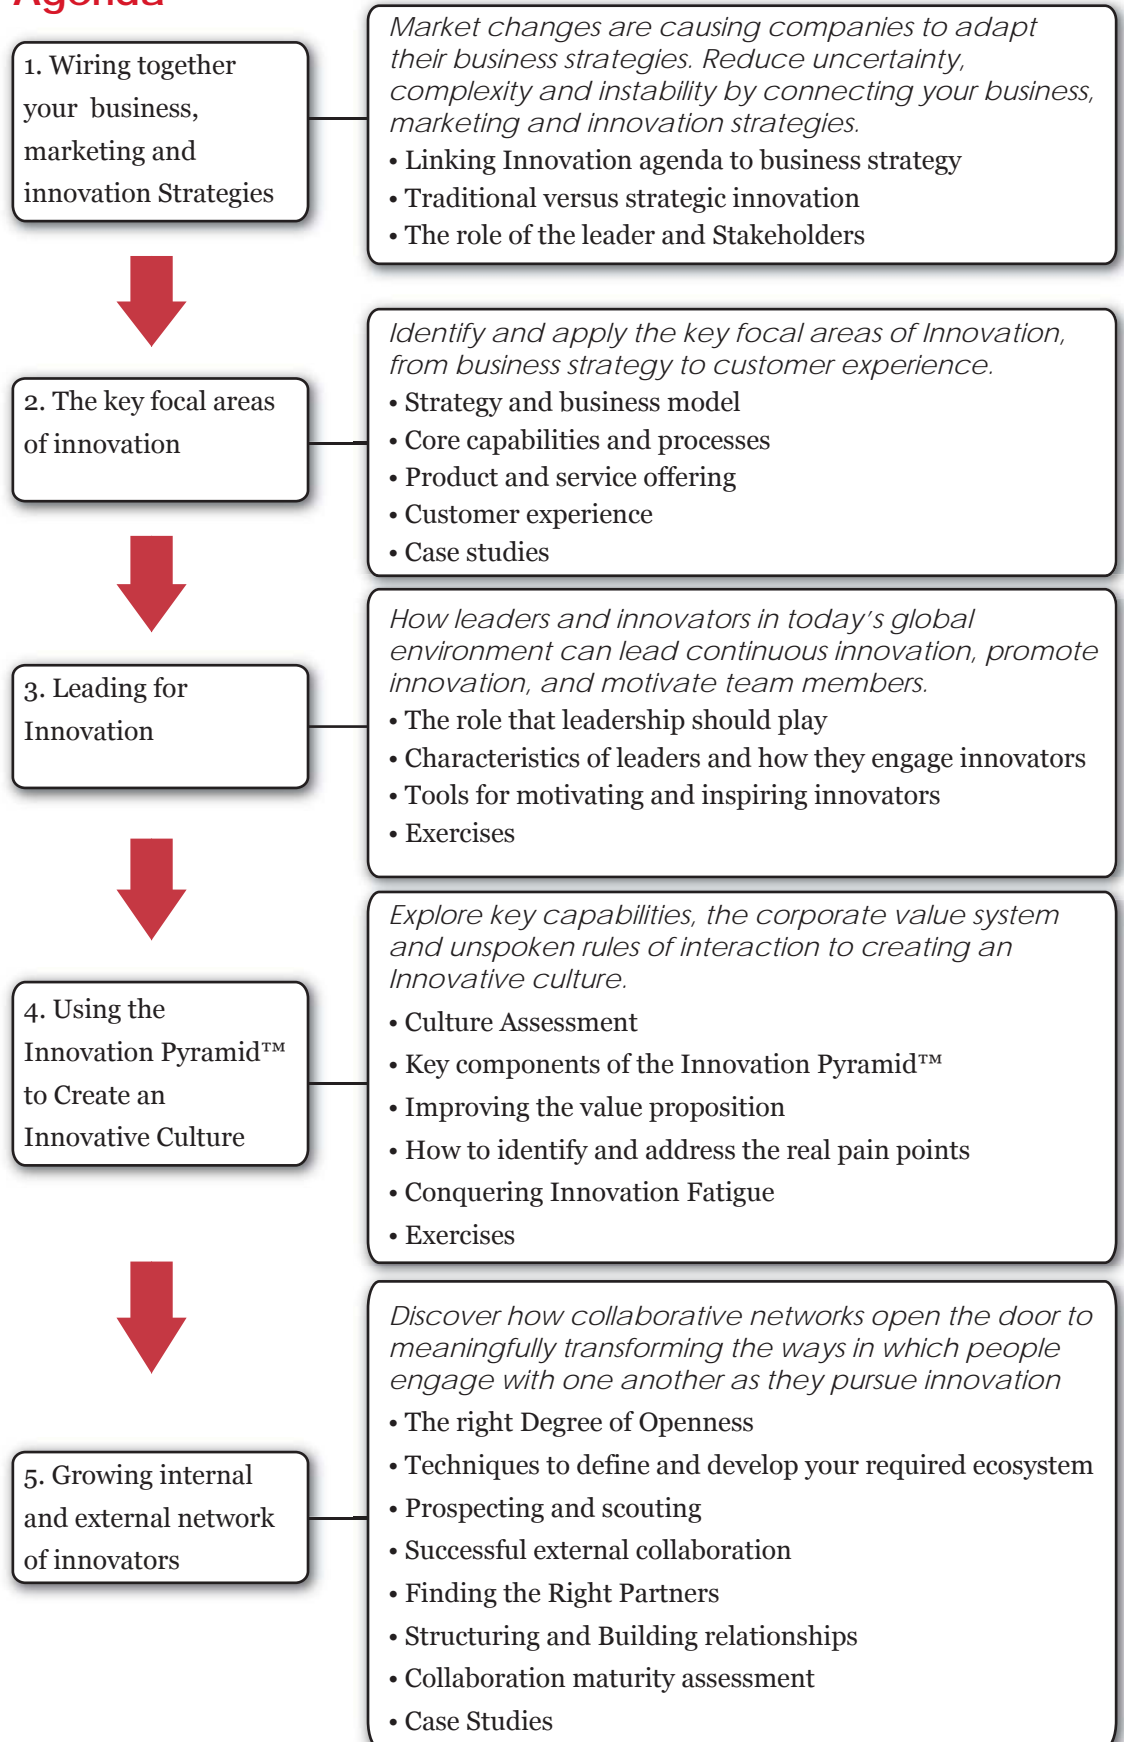 Agenda
1. Wiring together
your business,
marketing and
innovation Strategies
Market changes are causing companies to adapt
their business strategies. Reduce uncertainty,
complexity and instability by connecting your business,
marketing and innovation strategies.
• Linking Innovation agenda to business strategy
• Traditional versus strategic innovation
• The role of the leader and Stakeholders
2. The key focal areas
of innovation
Identify and apply the key focal areas of Innovation,
from business strategy to customer experience.
• Strategy and business model
• Core capabilities and processes
• Product and service offering
• Customer experience
• Case studies
3. Leading for
Innovation
How leaders and innovators in today's global
environment can lead continuous innovation, promote
innovation, and motivate team members.
• The role that leadership should play
• Characteristics of leaders and how they engage innovators
• Tools for motivating and inspiring innovators
• Exercises
4. Using the
Innovation Pyramid™
to Create an
Innovative Culture
Explore key capabilities, the corporate value system
and unspoken rules of interaction to creating an
Innovative culture.
• Culture Assessment
• Key components of the Innovation Pyramid™
• Improving the value proposition
• How to identify and address the real pain points
• Conquering Innovation Fatigue
• Exercises
5. Growing internal
and external network
of innovators
Discover how collaborative networks open the door to
meaningfully transforming the ways in which people
engage with one another as they pursue innovation
• The right Degree of Openness
• Techniques to define and develop your required ecosystem
• Prospecting and scouting
• Successful external collaboration
• Finding the Right Partners
• Structuring and Building relationships
• Collaboration maturity assessment
• Case Studies